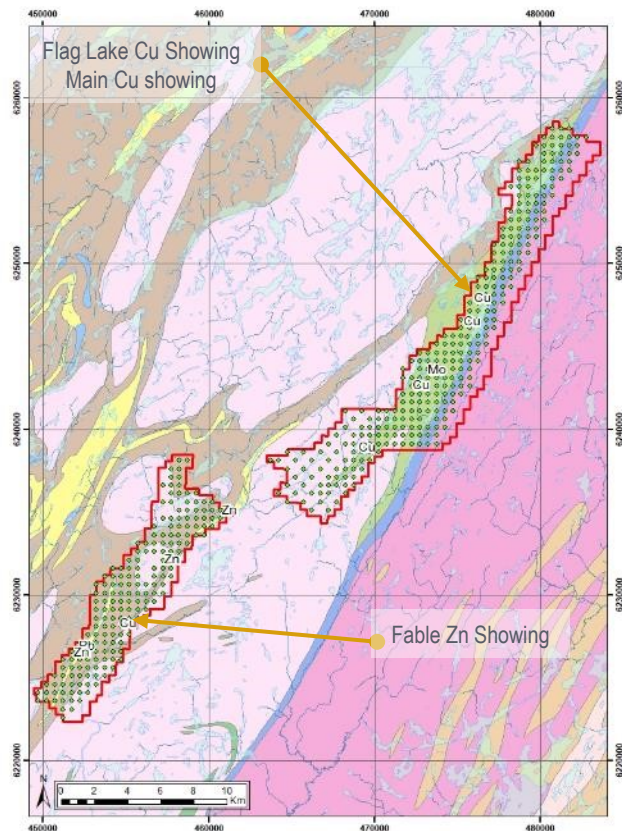 450000 460000 470000 480000
Flag Lake Cu Showing
Main Cu showing
6260000
6250000
Cu
Cu
Mo
Cu
6240000
Cu
Zn
Zn
6230000
Cu
Fable Zn Showing
Pb
Zn
6220000
N
0 2 4 6 8 10
Km
450000 460000 470000 480000